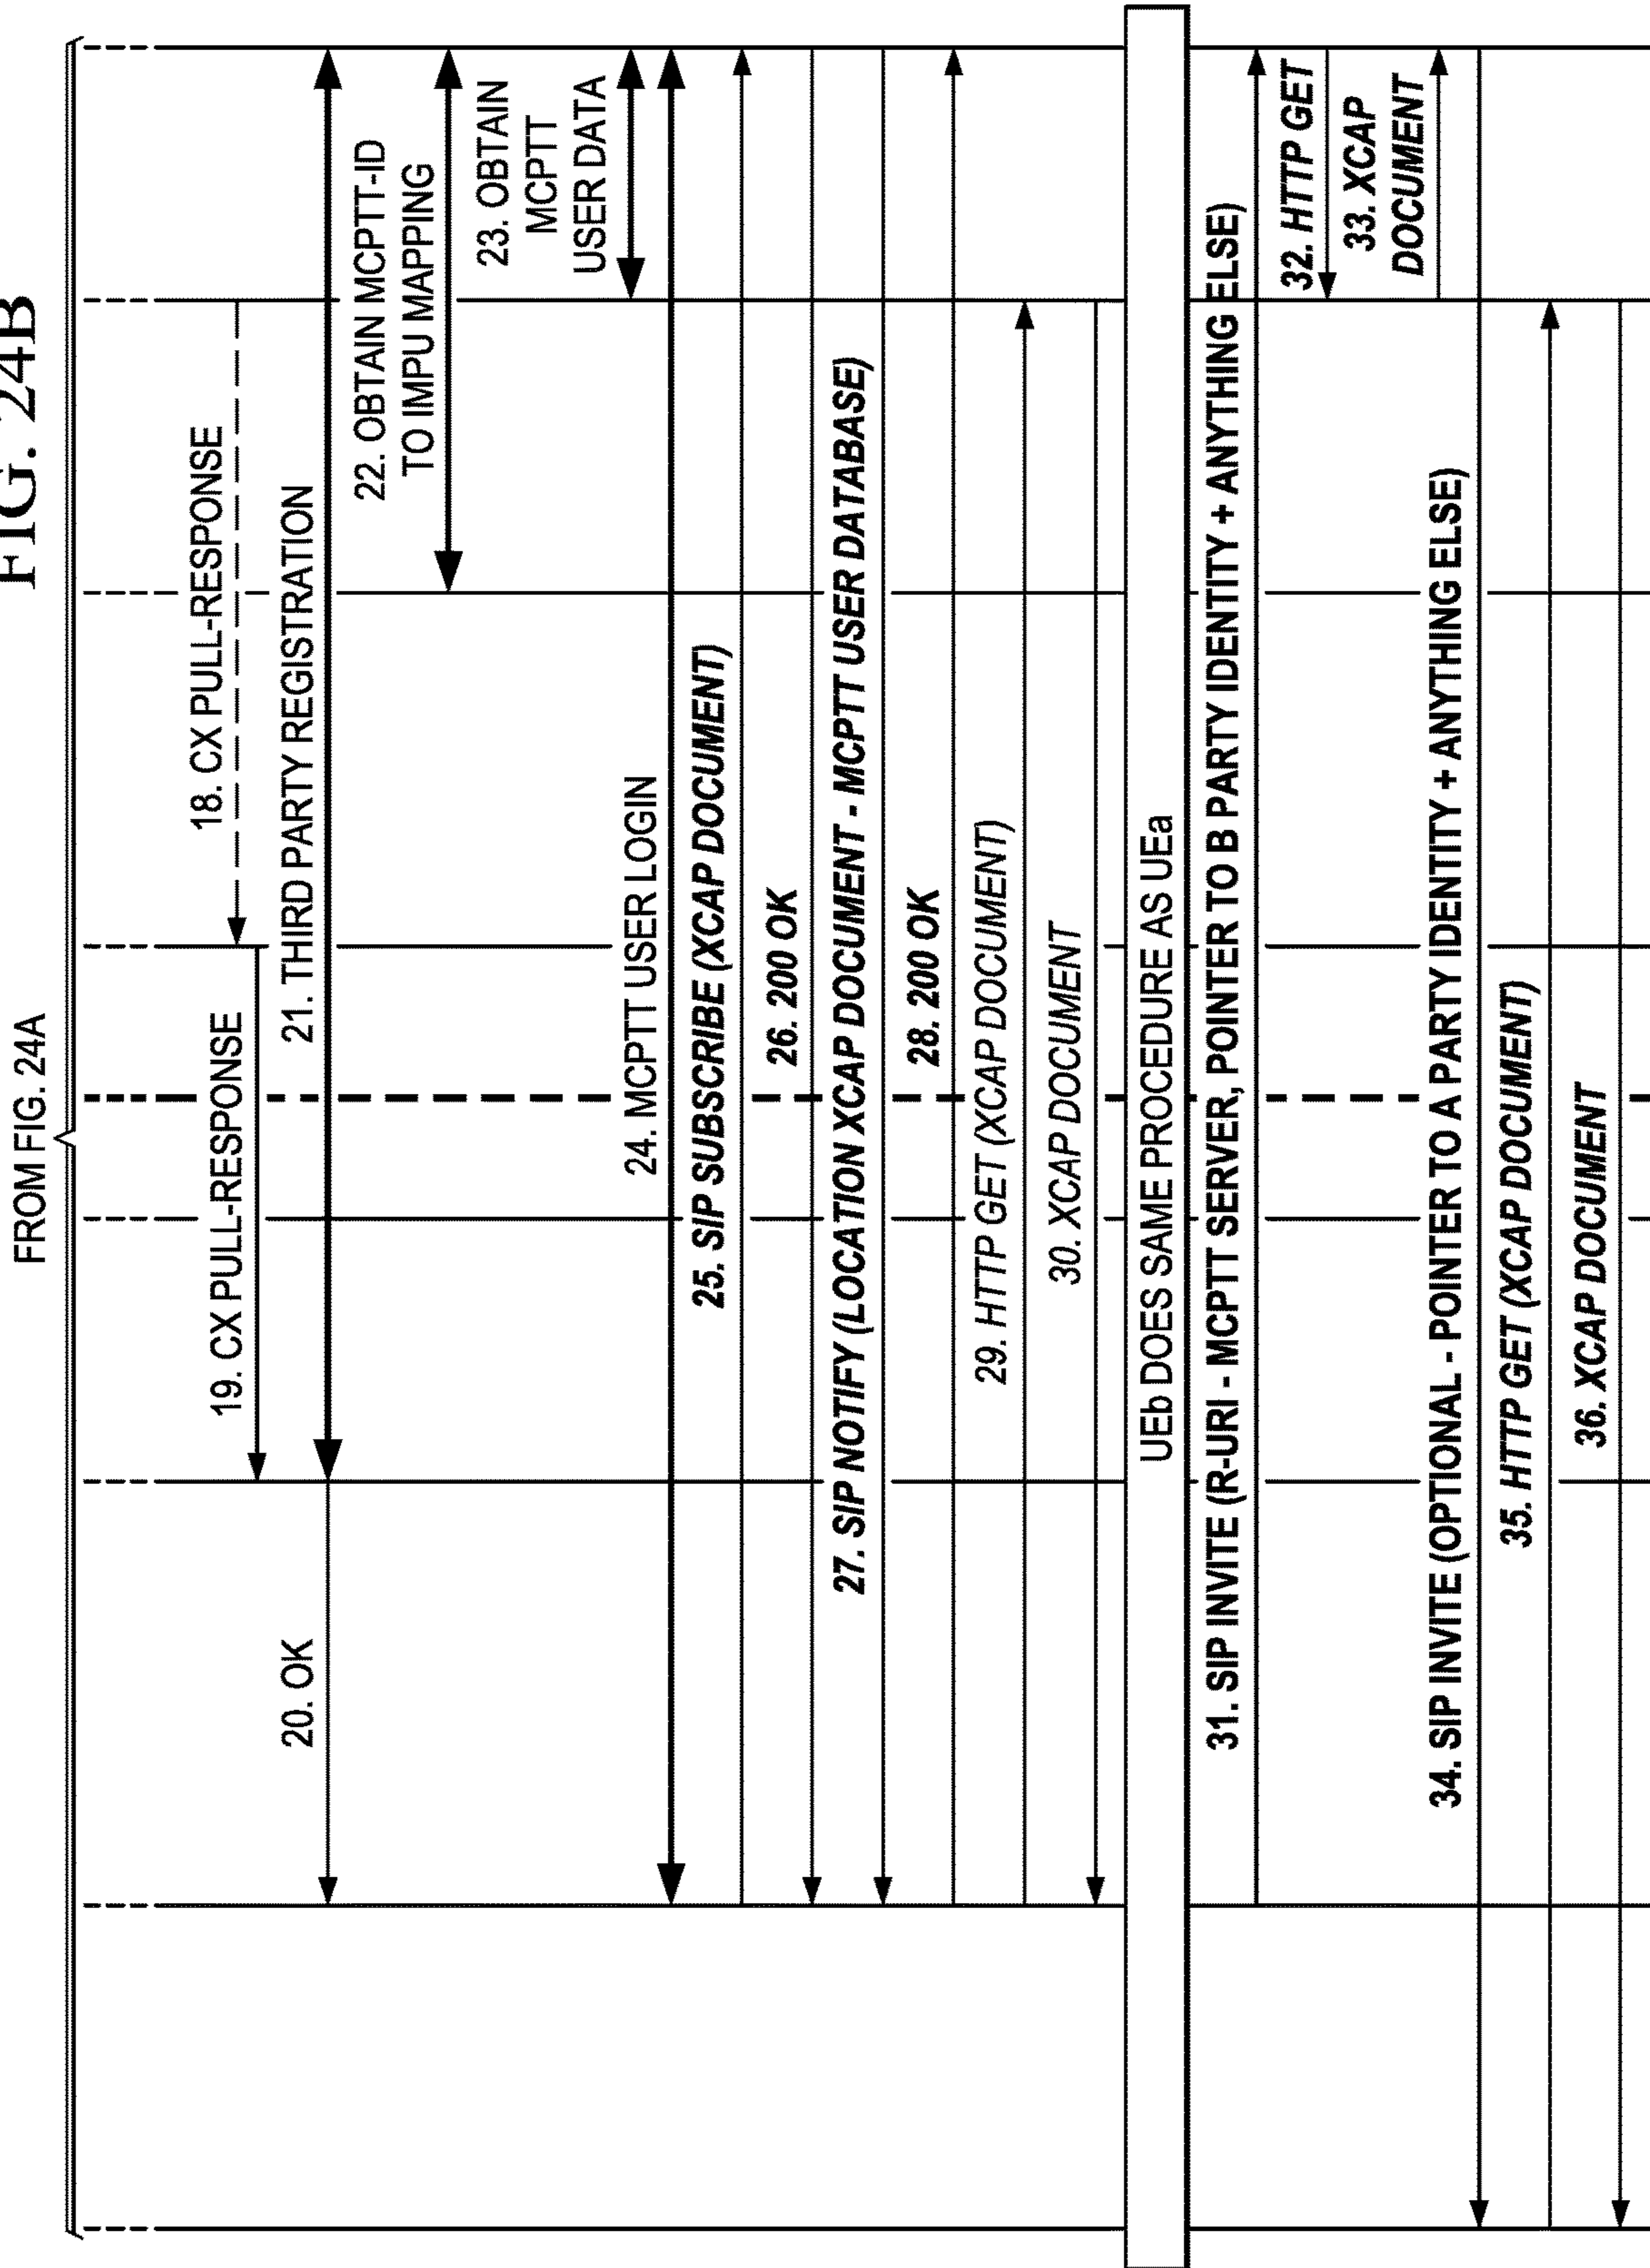 FIG. 24B
FROM FIG. 24A
18. CX PULL-RESPONSE
19. CX PULL-RESPONSE
20. OK
21. THIRD PARTY REGISTRATION
22. OBTAIN MCPTT-ID
TO IMPU MAPPING
23. OBTAIN
MCPTT
USER DATA
24. MCPTT USER LOGIN
25. SIP SUBSCRIBE (XCAP DOCUMENT)
26. 200 OK
27. SIP NOTIFY (LOCATION XCAP DOCUMENT - MCPTT USER DATABASE)
28. 200 OK
29. HTTP GET (XCAP DOCUMENT)
30. XCAP DOCUMENT
UEb DOES SAME PROCEDURE AS UEa
31. SIP INVITE (R-URI - MCPTT SERVER, POINTER TO B PARTY IDENTITY + ANYTHING ELSE)
32. HTTP GET
33. XCAP
DOCUMENT
34. SIP INVITE (OPTIONAL - POINTER TO A PARTY IDENTITY + ANYTHING ELSE)
35. HTTP GET (XCAP DOCUMENT)
36. XCAP DOCUMENT